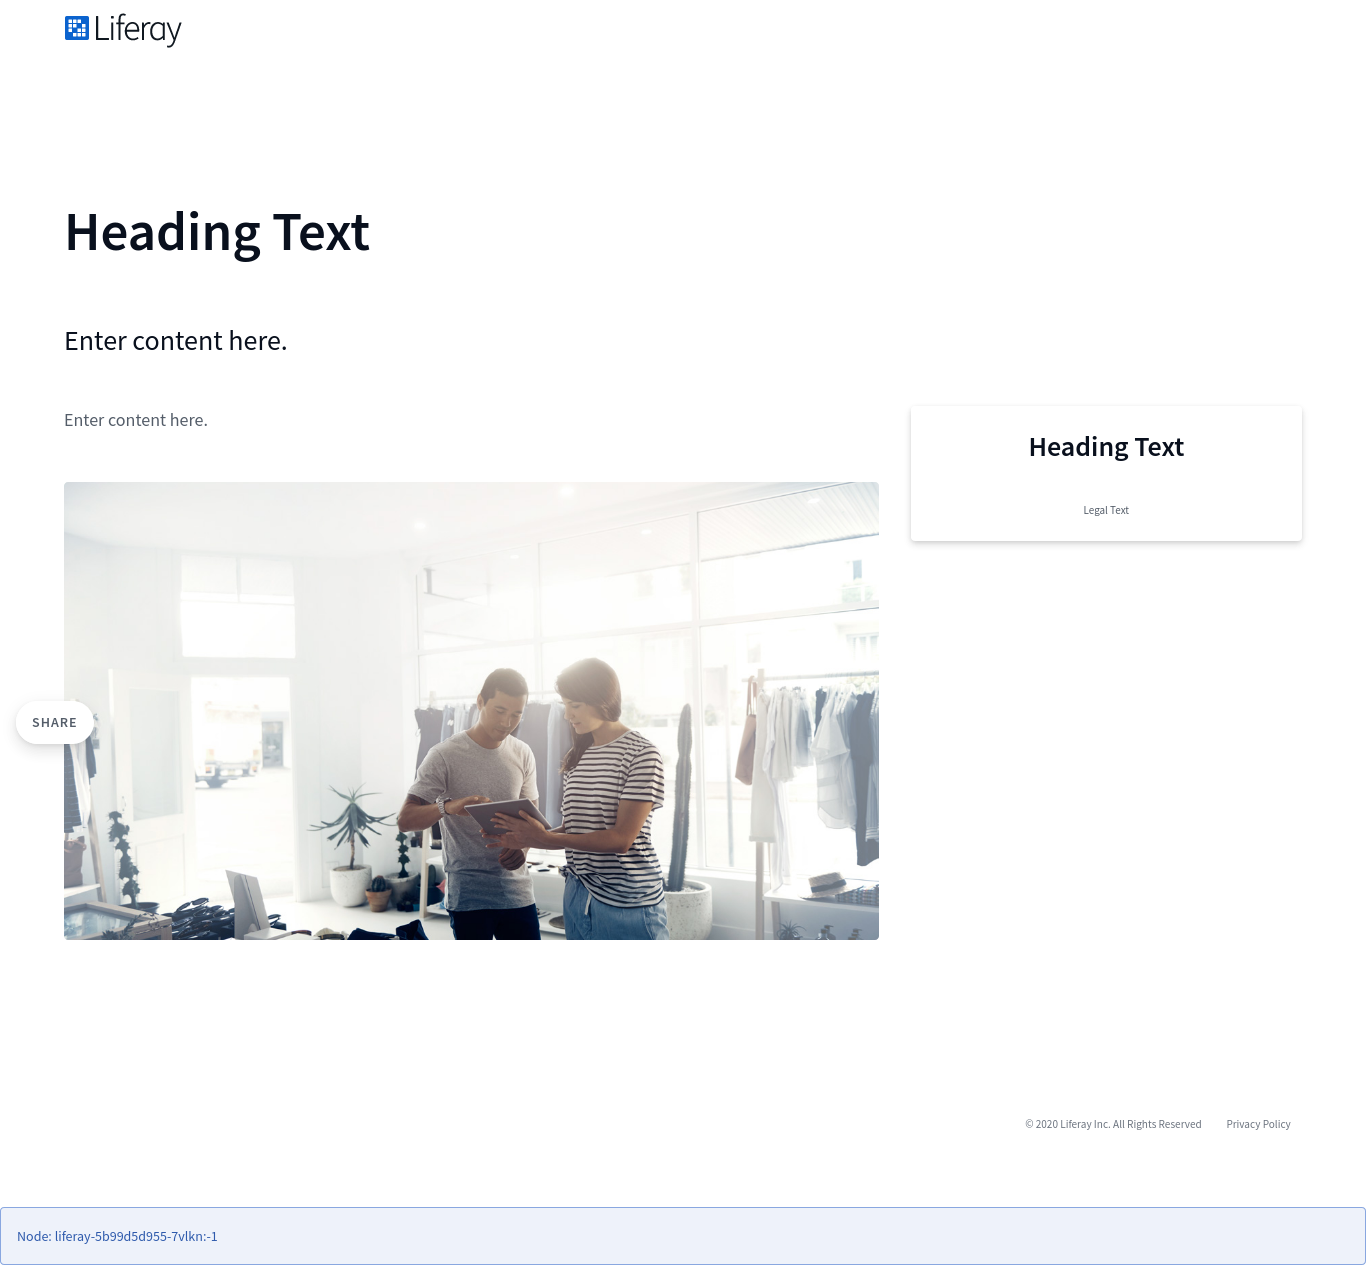 Liferay
Heading Text
Enter content here.
Enter content here.
Heading Text
Legal Text
SHARE
© 2020 Liferay Inc. All Rights Reserved Privacy Policy
Node: liferay-5b99d5d955-7vlkn:-1